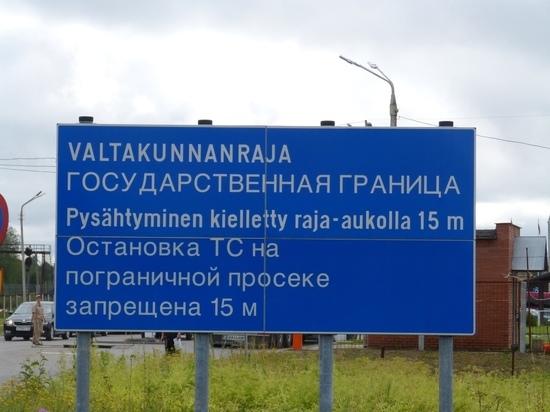 VALTAKUNNANRAJA
ГОСУДАРСТВЕННАЯ ГРАНИЦА
Pysähtyminen kielletty raja-aukolla 15 m
Остановка ТС на
пограничной просеке
запрещена 15 м